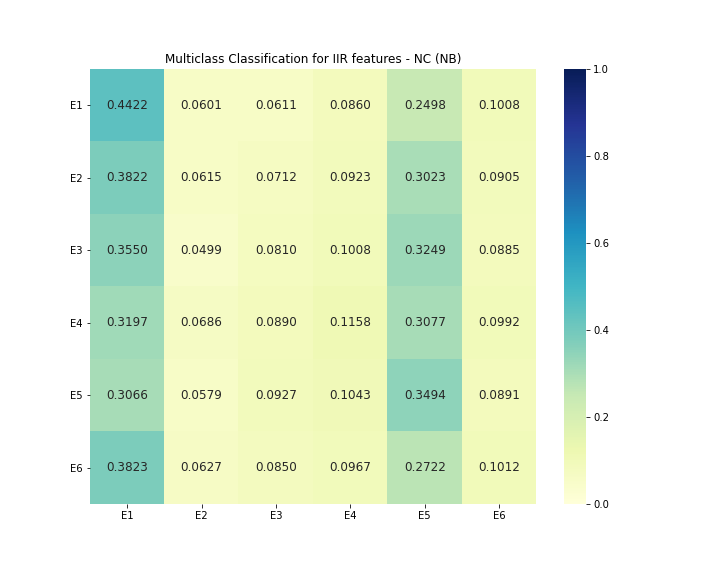 Multiclass Classification for IIR features - NC (NB)
E1 0.4422 0.0601 0.0611 0.0860 0.2498 0.1008
E2 0.3822 0.0615 0.0712 0.0923 0.3023 0.0905
E3 0.3550 0.0499 0.0810 0.1008 0.3249 0.0885
E4 0.3197 0.0686 0.0890 0.1158 0.3077 0.0992
E5 0.3066 0.0579 0.0927 0.1043 0.3494 0.0891
E6 0.3823 0.0627 0.0850 0.0967 0.2722 0.1012
E1 E2 E3 E4 E5 E6
1.0
0.8
0.6
0.4
0.2
0.0